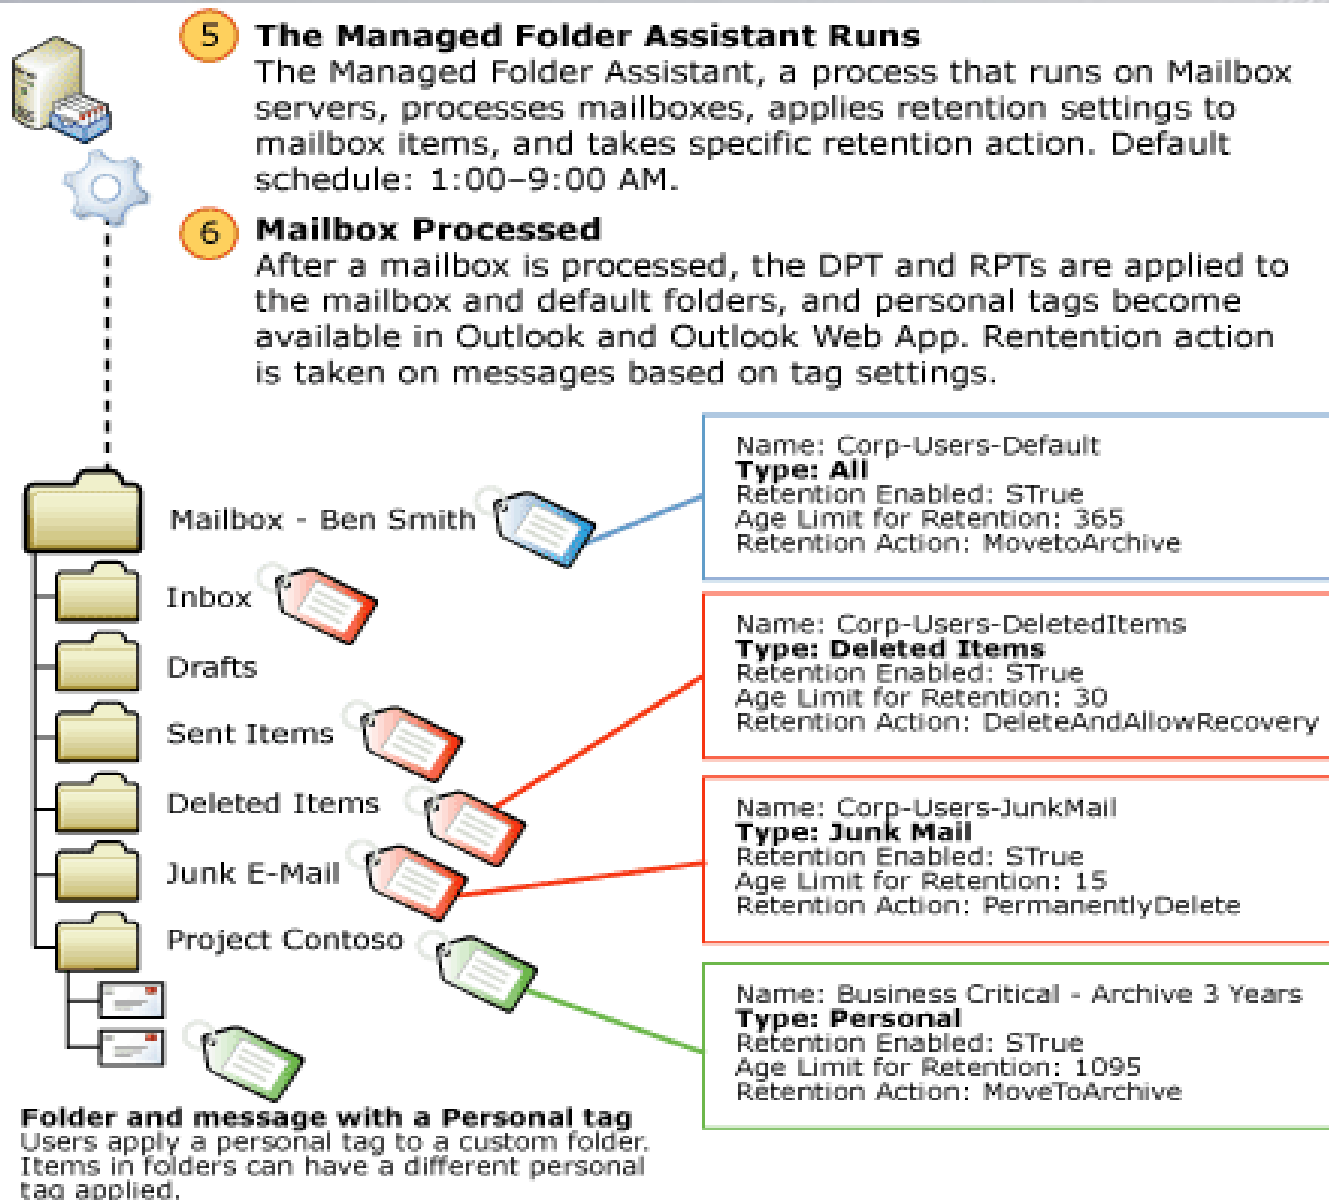 5 The Managed Folder Assistant Runs
The Managed Folder Assistant, a process that runs on Mailbox
servers, processes mailboxes, applies retention settings to
mailbox items, and takes specific retention action. Default
schedule: 1:00–9:00 AM.
6 Mailbox Processed
After a mailbox is processed, the DPT and RPTs are applied to
the mailbox and default folders, and personal tags become
available in Outlook and Outlook Web App. Rentention action
is taken on messages based on tag settings.
Mailbox - Ben Smith
Inbox
Drafts
Sent Items
Deleted Items
Junk E-Mail
Project Contoso
Name: Corp-Users-Default
Type: All
Retention Enabled: STrue
Age Limit for Retention: 365
Retention Action: MovetoArchive
Name: Corp-Users-DeletedItems
Type: Deleted Items
Retention Enabled: STrue
Age Limit for Retention: 30
Retention Action: DeleteAndAllowRecovery
Name: Corp-Users-JunkMail
Type: Junk Mail
Retention Enabled: STrue
Age Limit for Retention: 15
Retention Action: PermanentlyDelete
Name: Business Critical - Archive 3 Years
Type: Personal
Retention Enabled: STrue
Age Limit for Retention: 1095
Retention Action: MoveToArchive
Folder and message with a Personal tag
Users apply a personal tag to a custom folder.
Items in folders can have a different personal
tag applied.